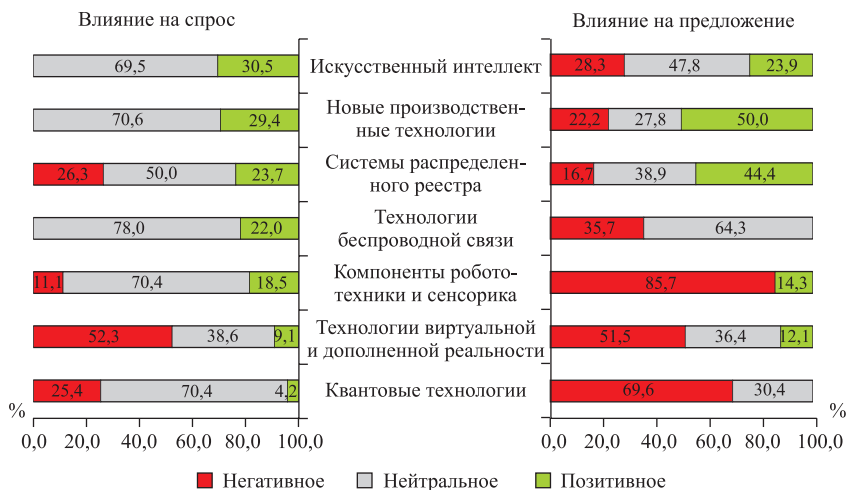 Влияние на спрос
Влияние на предложение
69,5 30,5
Искусственный интеллект
28,3 47,8 23,9
70,6 29,4
Новые производствен-
ные технологии
22,2 27,8 50,0
26,3 50,0 23,7
Системы распределен-
ного реестра
16,7 38,9 44,4
78,0 22,0
Технологии
беспроводной связи
35,7 64,3
11,1 70,4 18,5
Компоненты робото-
техники и сенсорика
85,7 14,3
52,3 38,6 9,1
Технологии виртуальной
и дополненной реальности
51,5 36,4 12,1
25,4 70,4 4,2
Квантовые технологии
69,6 30,4
%
%
0,0 20,0 40,0 60,0 80,0 100,0
0,0 20,0 40,0 60,0 80,0 100,0
Негативное Нейтральное Позитивное